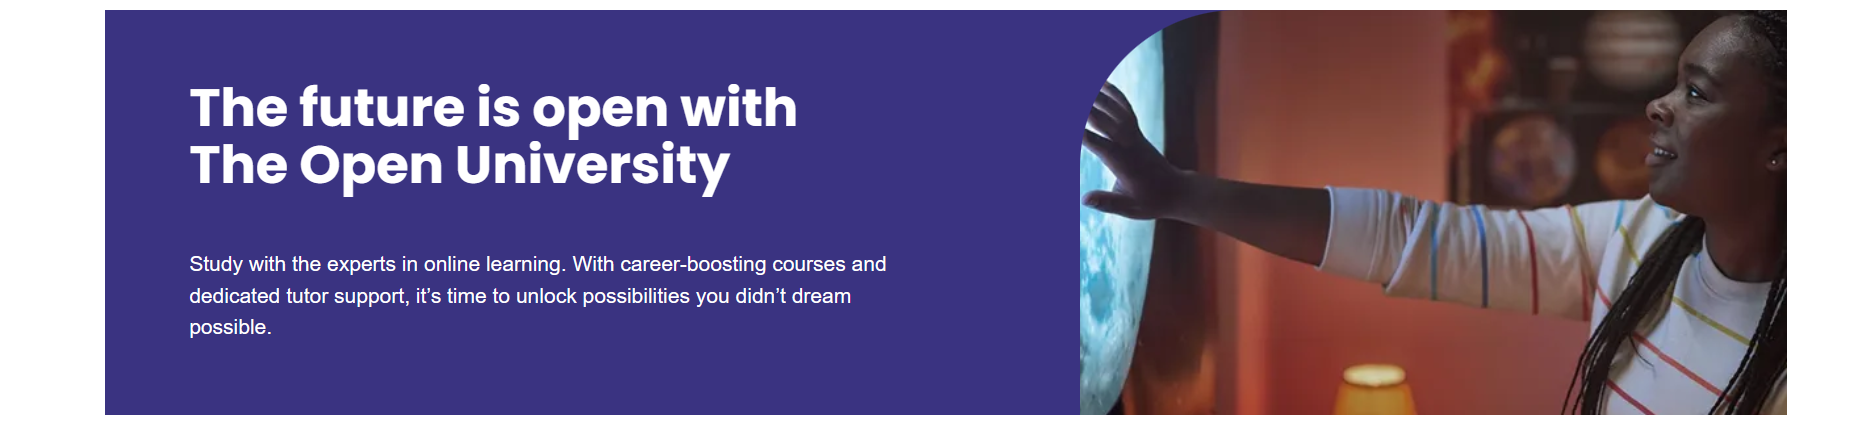 The future is open with
The Open University
Study with the experts in online learning. With career-boosting courses and
dedicated tutor support, it’s time to unlock possibilities you didn’t dream
possible.